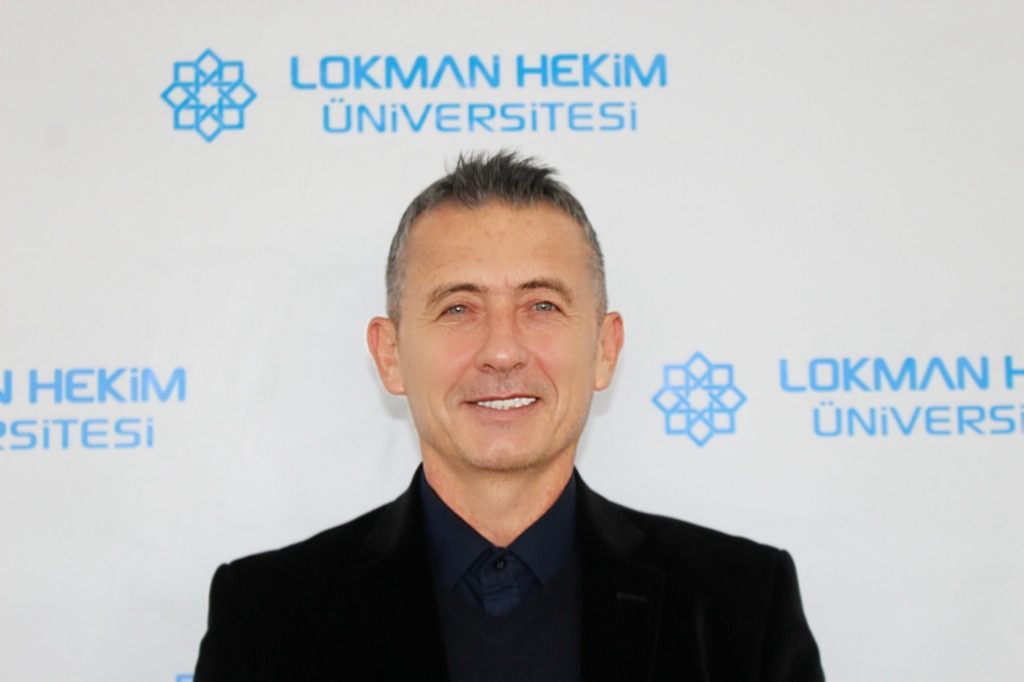 LOKMAN HEKİM
ÜNİVERSİTESİ
N HEKİM
RSİTESİ
LOKMAN H
ÜNİVERSİ